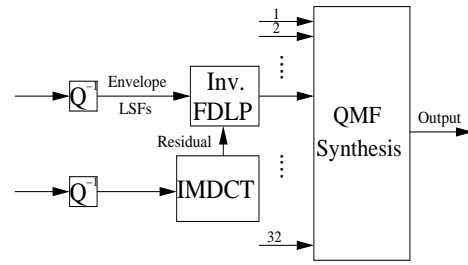 1
2
Envelope
LSFs
Q⁻¹
Inv.
FDLP
QMF
Synthesis
Output
Residual
Q⁻¹
IMDCT
32